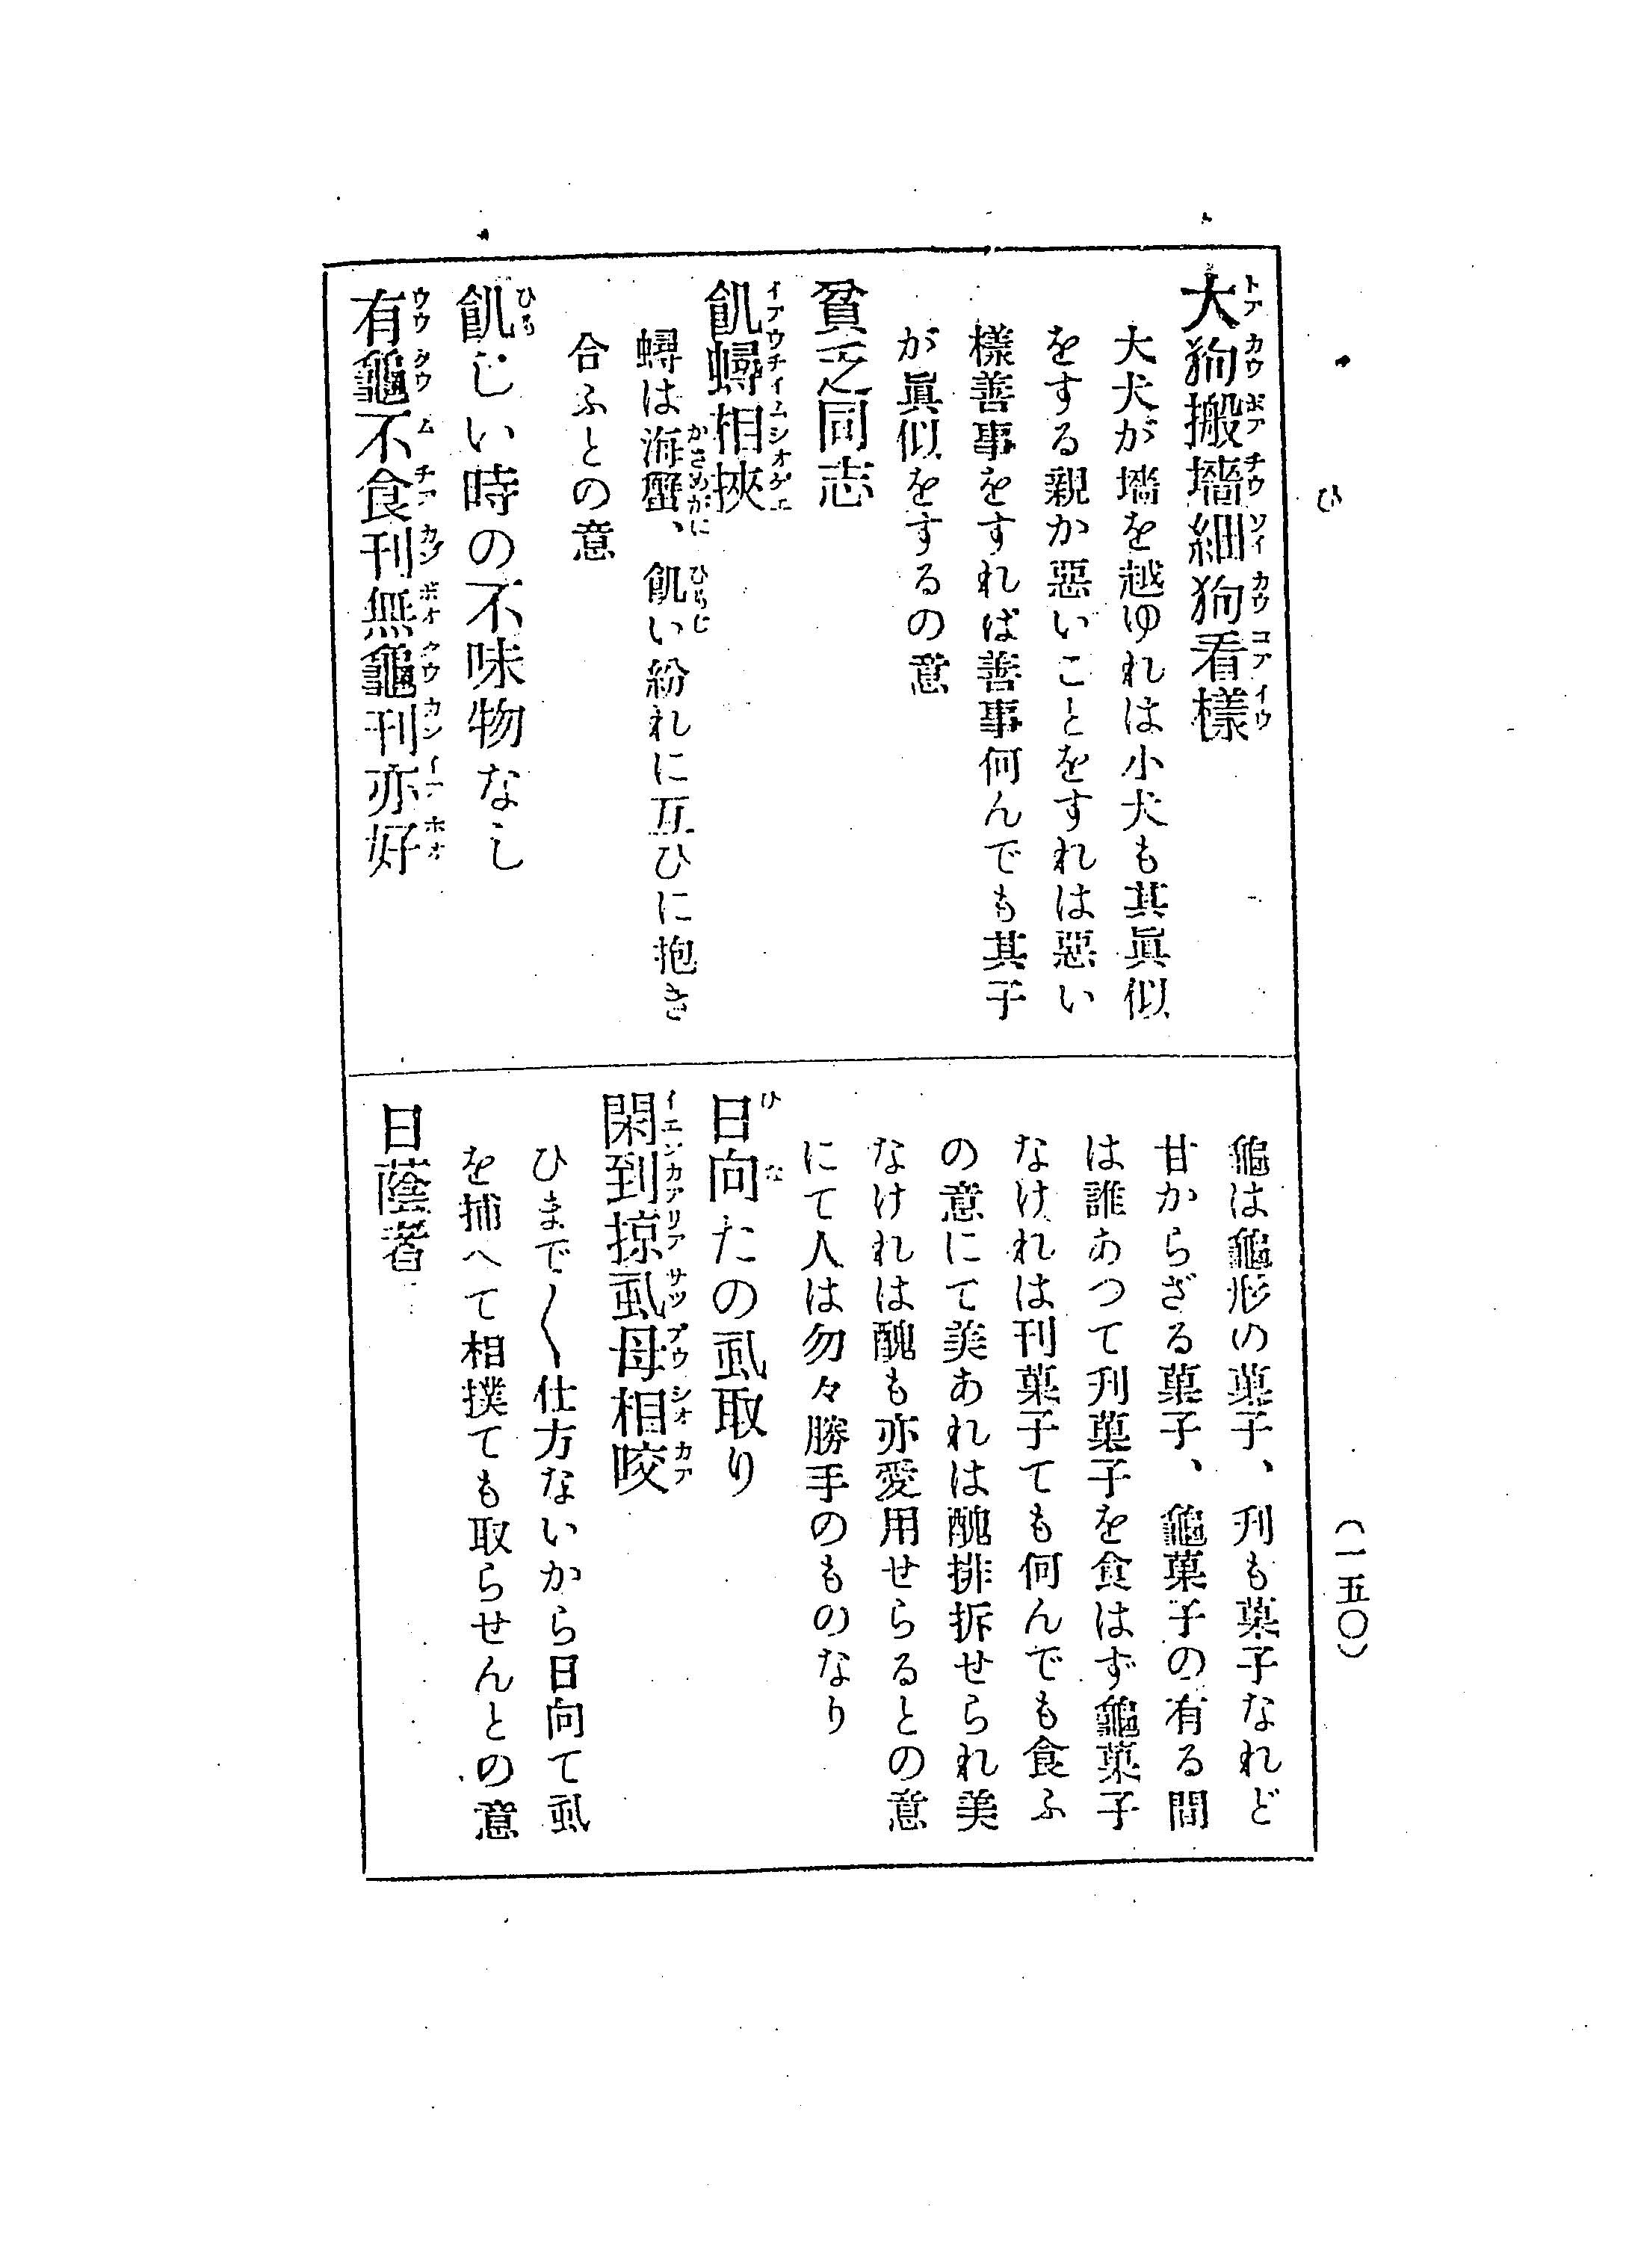 ひ
大狗搬墻細狗看樣
大犬が墻を越ゆれは小犬も其眞似
をする親か惡いことをすれは惡い
樣善事をすれば善事何んでも其子
が眞似をするの意
貧乏同志
飢蟳相挾
蟳は海蟹、飢い紛れに互ひに抱き
合ふとの意
飢じい時の不味物なし
有龜不食刊無龜刊亦好
龜は龜形の菓子、刋も菓子なれど
甘からざる菓子、龜菓子の有る間
は誰あつて刋菓子を食はず龜菓子
なければ刊菓子ても何んでも食ふ
の意にて美あれは醜排拆せられ美
なけれは醜も亦愛用せらるとの意
にて人は勿々勝手のものなり
日向たの虱取り
閑到掠虱母相咬
ひまで〱仕方ないから日向て虱
を捕へて相撲ても取らせんとの意
日蔭者
(一五〇)